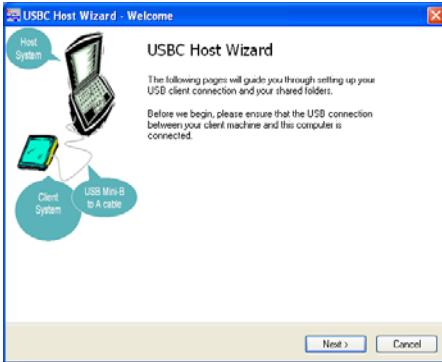 USBC Host Wizard - Welcome
Host
System
USBC Host Wizard
The following pages will guide you through setting up your
USB client connection and your shared folders.
Before we begin, please ensure that the USB connection
between your client machine and this computer is
connected.
Client
System
USB Mini-B
to A cable
Next >
Cancel